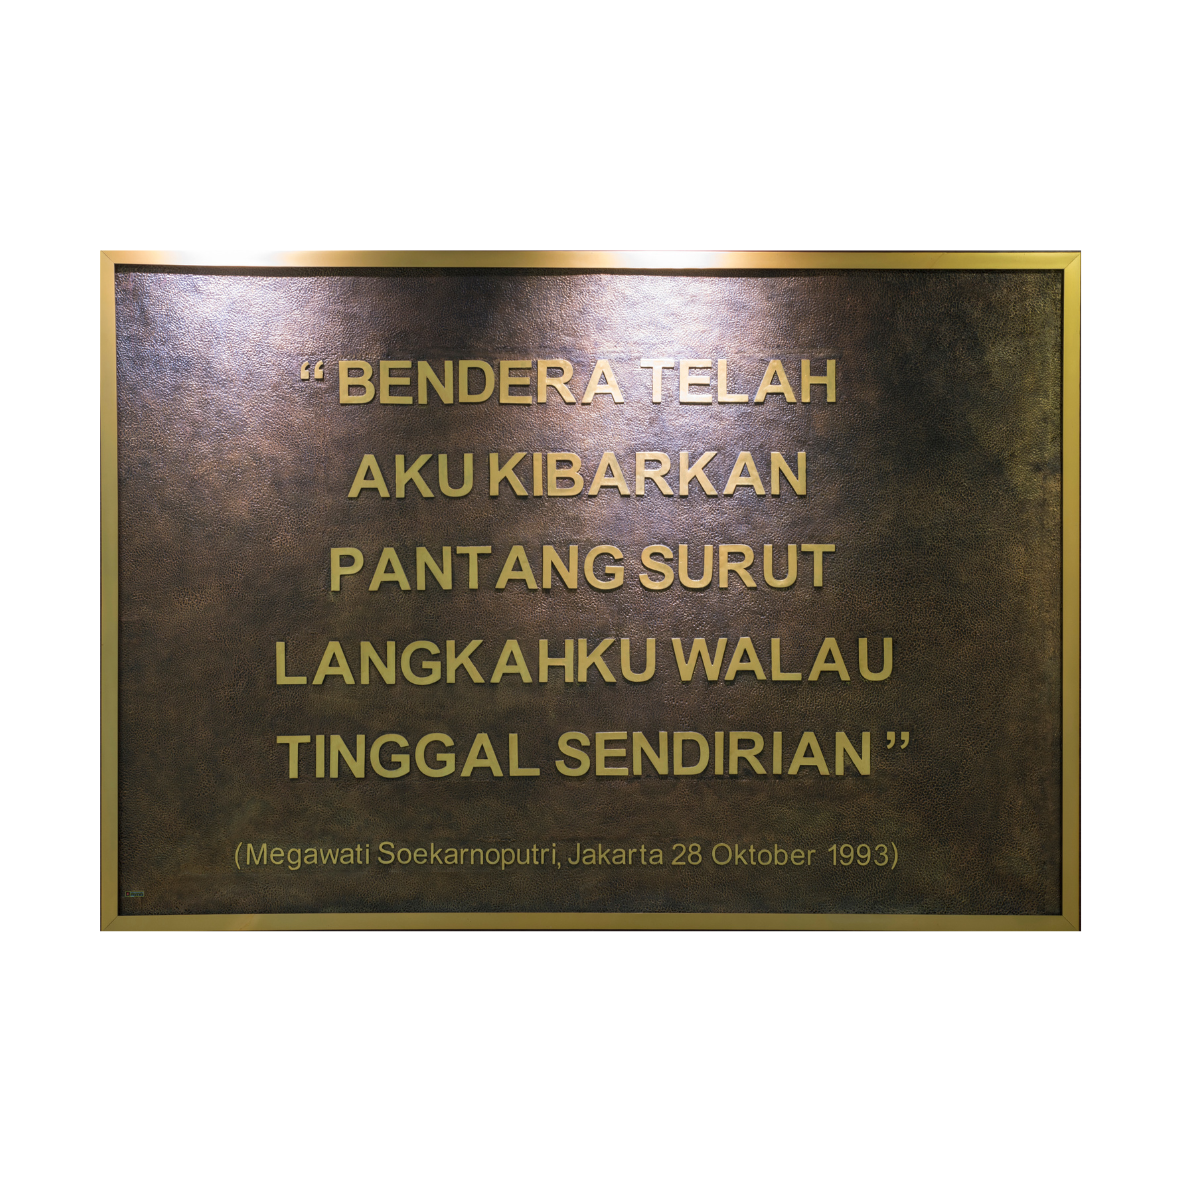 “ BENDERA TELAH
AKU KIBARKAN
PANTANG SURUT
LANGKAHKU WALAU
TINGGAL SENDIRIAN ”
(Megawati Soekarnoputri, Jakarta 28 Oktober 1993)